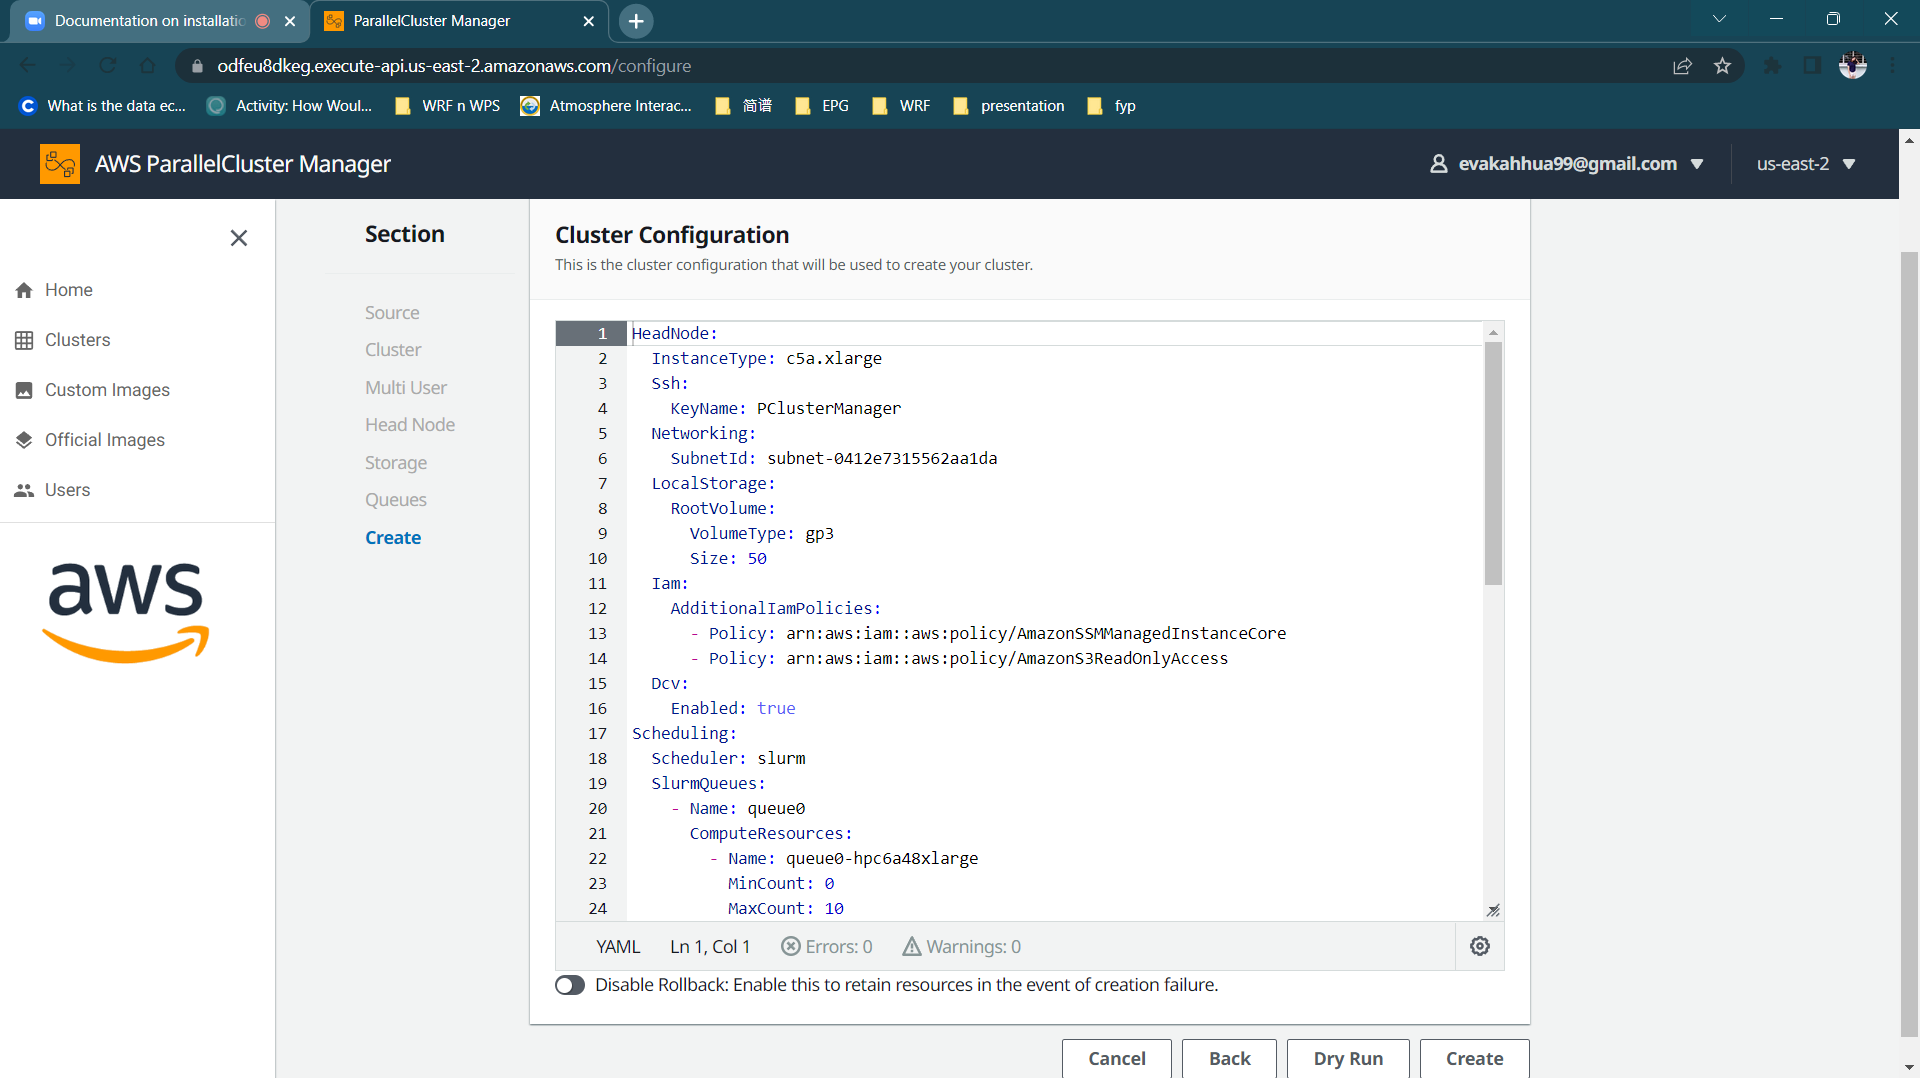 Documentation on installatio
ParallelCluster Manager
odfeu8dkeg.execute-api.us-east-2.amazonaws.com/configure
What is the data ec...
Activity: How Woul...
WRF n WPS
Atmosphere Interac...
简谱
EPG
WRF
presentation
fyp
AWS ParallelCluster Manager
evakahhua99@gmail.com
us-east-2
Home
Clusters
Custom Images
Official Images
Users
aws
Section
Source
Cluster
Multi User
Head Node
Storage
Queues
Create
Cluster Configuration
This is the cluster configuration that will be used to create your cluster.
1 HeadNode:
2 InstanceType: c5a.xlarge
3 Ssh:
4 KeyName: PClusterManager
5 Networking:
6 SubnetId: subnet-0412e7315562aa1da
7 LocalStorage:
8 RootVolume:
9 VolumeType: gp3
10 Size: 50
11 Iam:
12 AdditionalIamPolicies:
13 - Policy: arn:aws:iam::aws:policy/AmazonSSMManagedInstanceCore
14 - Policy: arn:aws:iam::aws:policy/AmazonS3ReadOnlyAccess
15 Dcv:
16 Enabled: true
17 Scheduling:
18 Scheduler: slurm
19 SlurmQueues:
20 - Name: queue0
21 ComputeResources:
22 - Name: queue0-hpc6a48xlarge
23 MinCount: 0
24 MaxCount: 10
YAML Ln 1, Col 1 Errors: 0 Warnings: 0
Disable Rollback: Enable this to retain resources in the event of creation failure.
Cancel
Back
Dry Run
Create